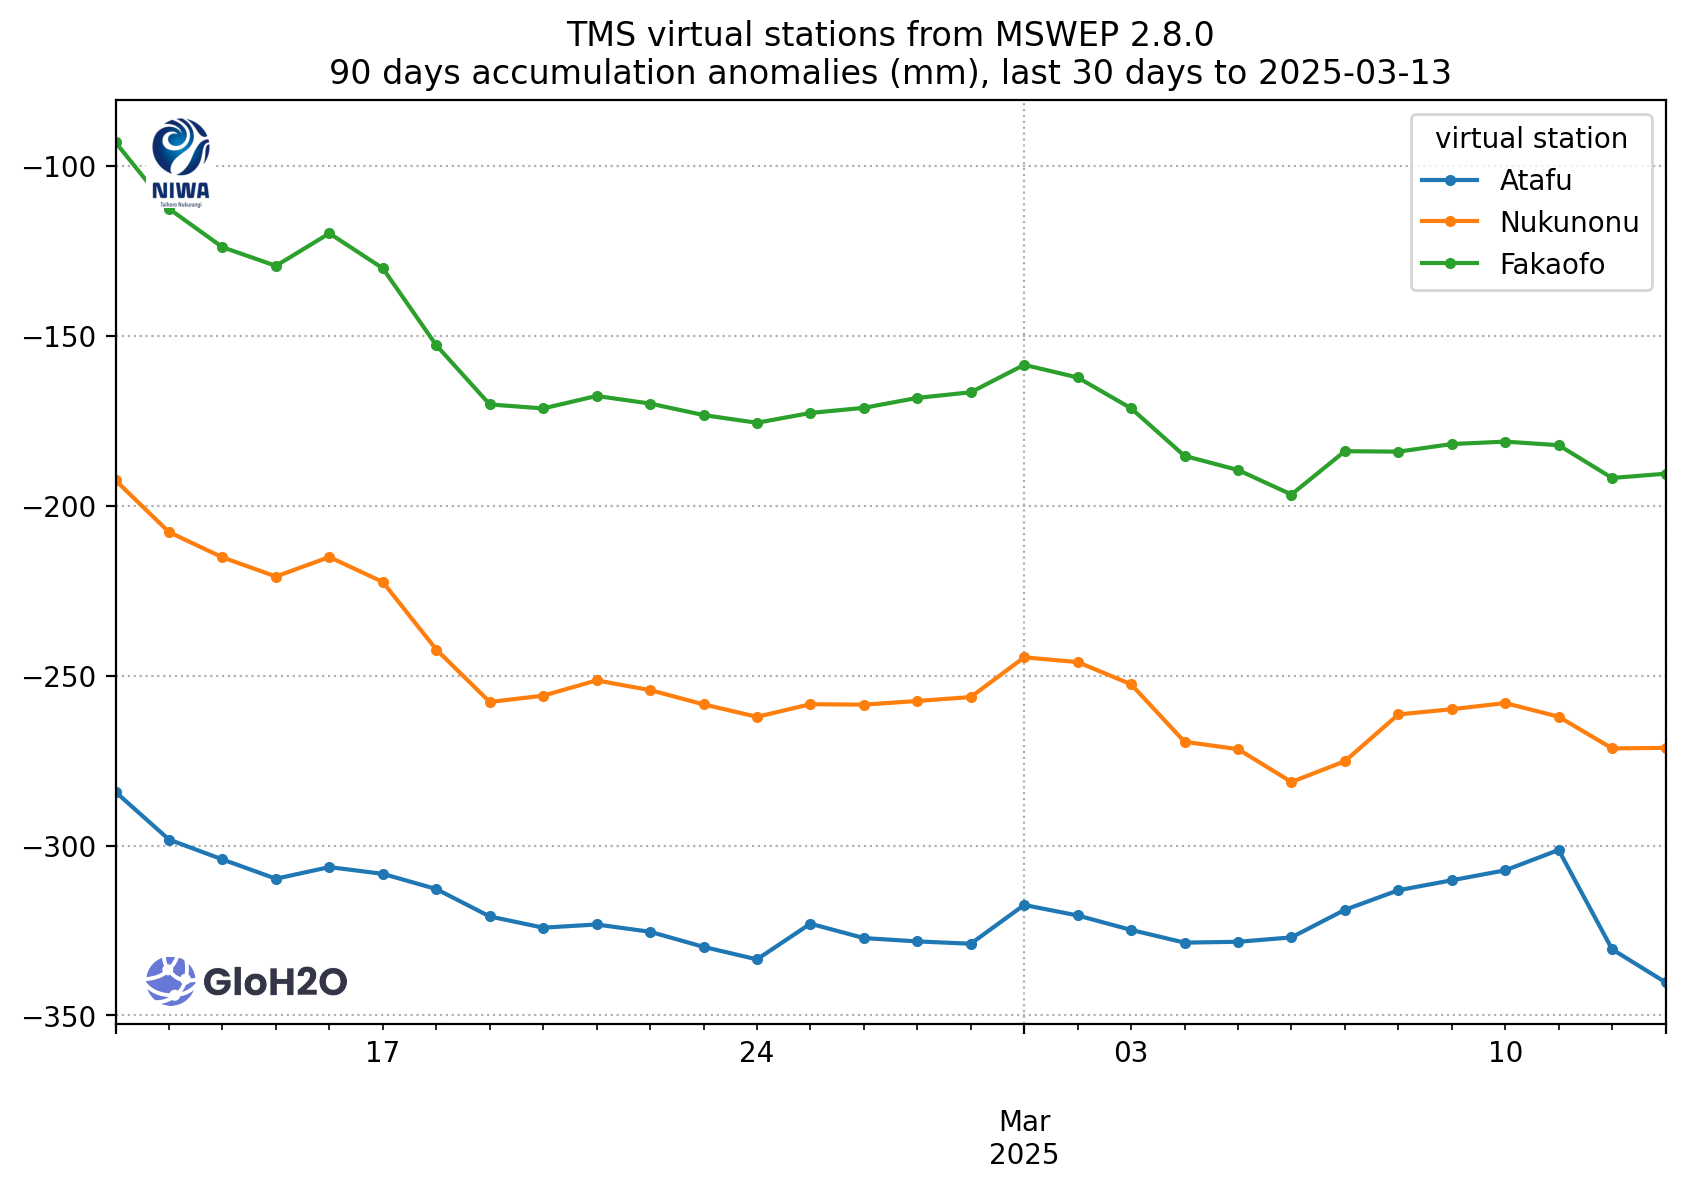 TMS virtual stations from MSWEP 2.8.0
90 days accumulation anomalies (mm), last 30 days to 2025-03-13
NIWA
Taihoro Nukurangi
virtual station
Atafu
Nukunonu
Fakaofo
−100
−150
−200
−250
−300
−350
GloH2O
17
24
03
10
Mar
2025